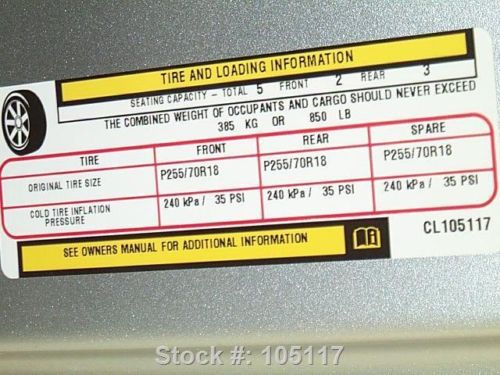 TIRE AND LOADING INFORMATION
SEATING CAPACITY - TOTAL 5 FRONT 2 REAR 3
THE COMBINED WEIGHT OF OCCUPANTS AND CARGO SHOULD NEVER EXCEED
385 KG OR 850 LB
TIRE FRONT REAR SPARE
ORIGINAL TIRE SIZE P255/70R18 P255/70R18 P255/70R18
COLD TIRE INFLATION PRESSURE 240 kPa / 35 PSI 240 kPa / 35 PSI 240 kPa / 35 PSI
SEE OWNERS MANUAL FOR ADDITIONAL INFORMATION
CL105117
Stock #: 105117